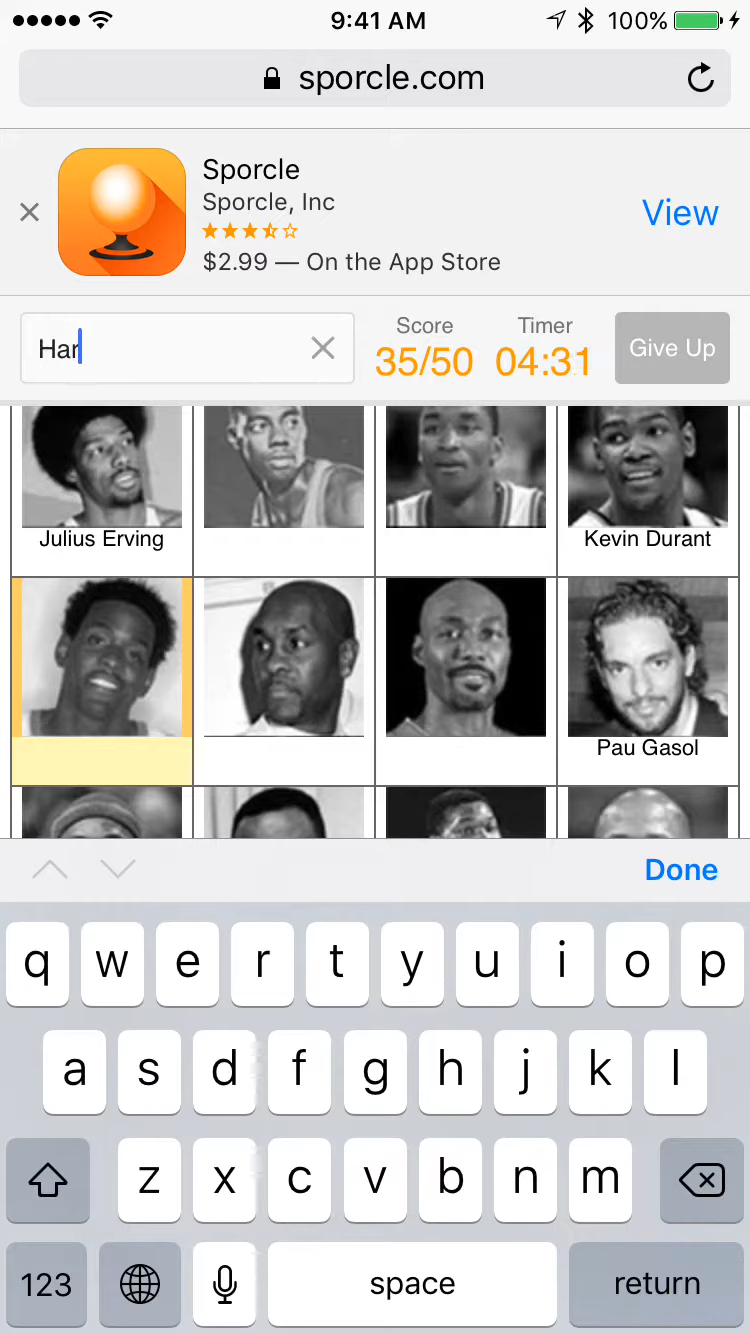 9:41 AM
100%
sporcle.com
Sporcle
Sporcle, Inc
View
$2.99 — On the App Store
Har
Score
35/50
Timer
04:31
Give Up
Julius Erving
Kevin Durant
Pau Gasol
Done
q w e r t y u i o p
a s d f g h j k l
z x c v b n m
123
space
return